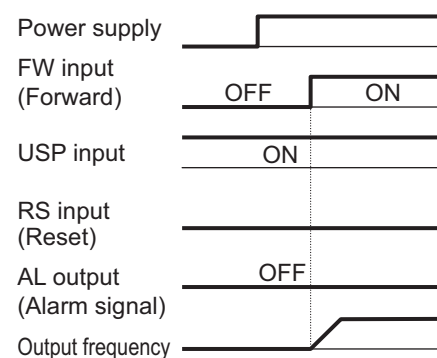 Power supply
FW input
(Forward)
OFF
ON
USP input
ON
RS input
(Reset)
AL output
(Alarm signal)
OFF
Output frequency